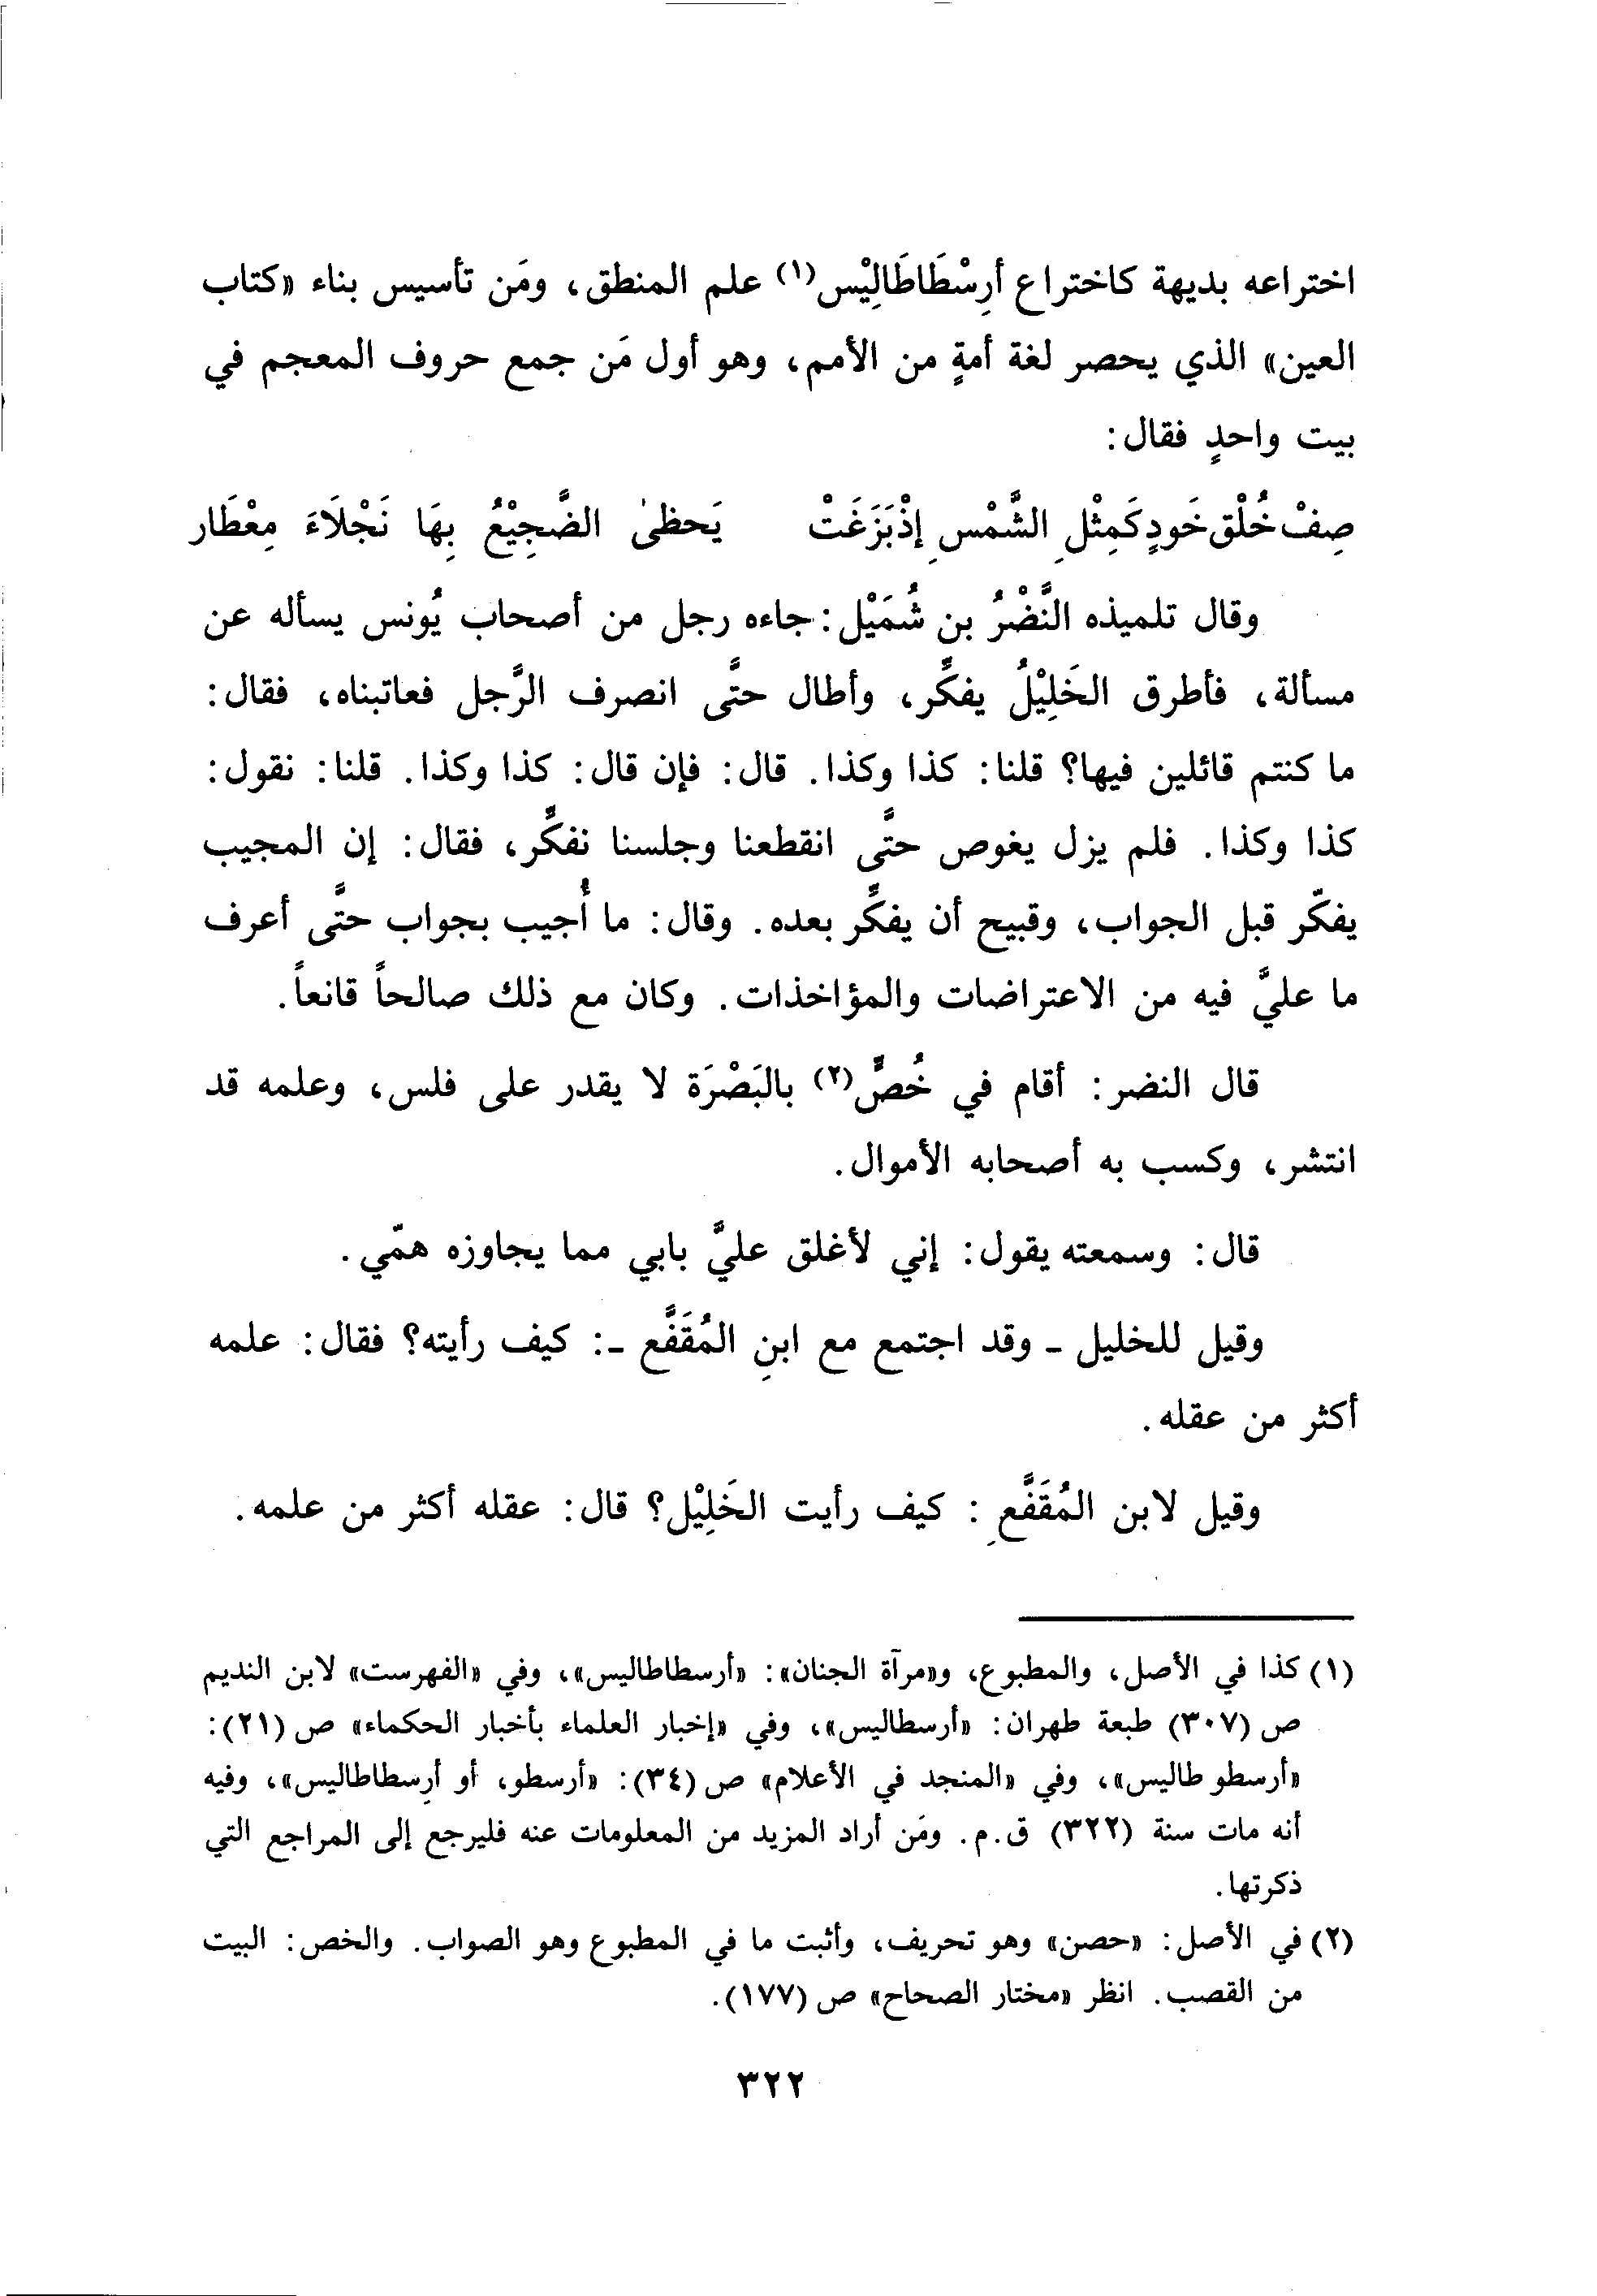 اختراعه بديهة كاختراع أرِسْطَاطَالِيْس(١) علم المنطق، ومَن تأسيس بناء «كتاب
العين» الذي يحصر لغة أمةٍ من الأمم، وهو أول مَن جمع حروف المعجم في
بيت واحدٍ فقال:
صِفْ خُلْق خَودٍ كَمِثْلِ الشَّمْسِ إذْ بَزَغَتْ يَحظىٰ الضَّجِيْعُ بِهَا نَجْلَاءَ مِعْطَار
وقال تلميذه النَّضْرُ بن شُمَيْل: جاءه رجل من أصحاب يُونس يسأله عن
مسألة، فأطرق الخَلِيْلُ يفكِّر، وأطال حتَّى انصرف الرَّجل فعاتبناه، فقال:
ما كنتم قائلين فيها؟ قلنا: كذا وكذا. قال: فإن قال: كذا وكذا. قلنا: نقول:
كذا وكذا. فلم يزل يغوص حتَّى انقطعنا وجلسنا نفكِّر، فقال: إن المجيب
يفكّر قبل الجواب، وقبيح أن يفكِّر بعده. وقال: ما أُجيب بجواب حتَّى أعرف
ما عليَّ فيه من الاعتراضات والمؤاخذات. وكان مع ذلك صالحاً قانعاً.
قال النضر: أقام في خُصٍّ(٢) بالبَصْرَة لا يقدر على فلس، وعلمه قد
انتشر، وكسب به أصحابه الأموال.
قال: وسمعته يقول: إني لأغلق عليَّ بابي مما يجاوزه همّي.
وقيل للخليل ـ وقد اجتمع مع ابنِ المُقَفَّع ـ: كيف رأيته؟ فقال: علمه
أكثر من عقله.
وقيل لابن المُقَفَّعِ : كيف رأيت الخَلِيْل؟ قال: عقله أكثر من علمه.
(١) كذا في الأصل، والمطبوع، و«مرآة الجنان»: «أرسطاطاليس»، وفي «الفهرست» لابن النديم
ص (٣٠٧) طبعة طهران: «أرسطاليس»، وفي «إخبار العلماء بأخبار الحكماء» ص (٢١):
«أرسطو طاليس»، وفي «المنجد في الأعلام» ص (٣٤): «أرسطو، أو أرِسطاطاليس»، وفيه
أنه مات سنة (٣٢٢) ق.م. ومَن أراد المزيد من المعلومات عنه فليرجع إلى المراجع التي
ذكرتها.
(٢) في الأصل: «حصن» وهو تحريف، وأثبت ما في المطبوع وهو الصواب. والخص: البيت
من القصب. انظر «مختار الصحاح» ص (١٧٧).
٣٢٢